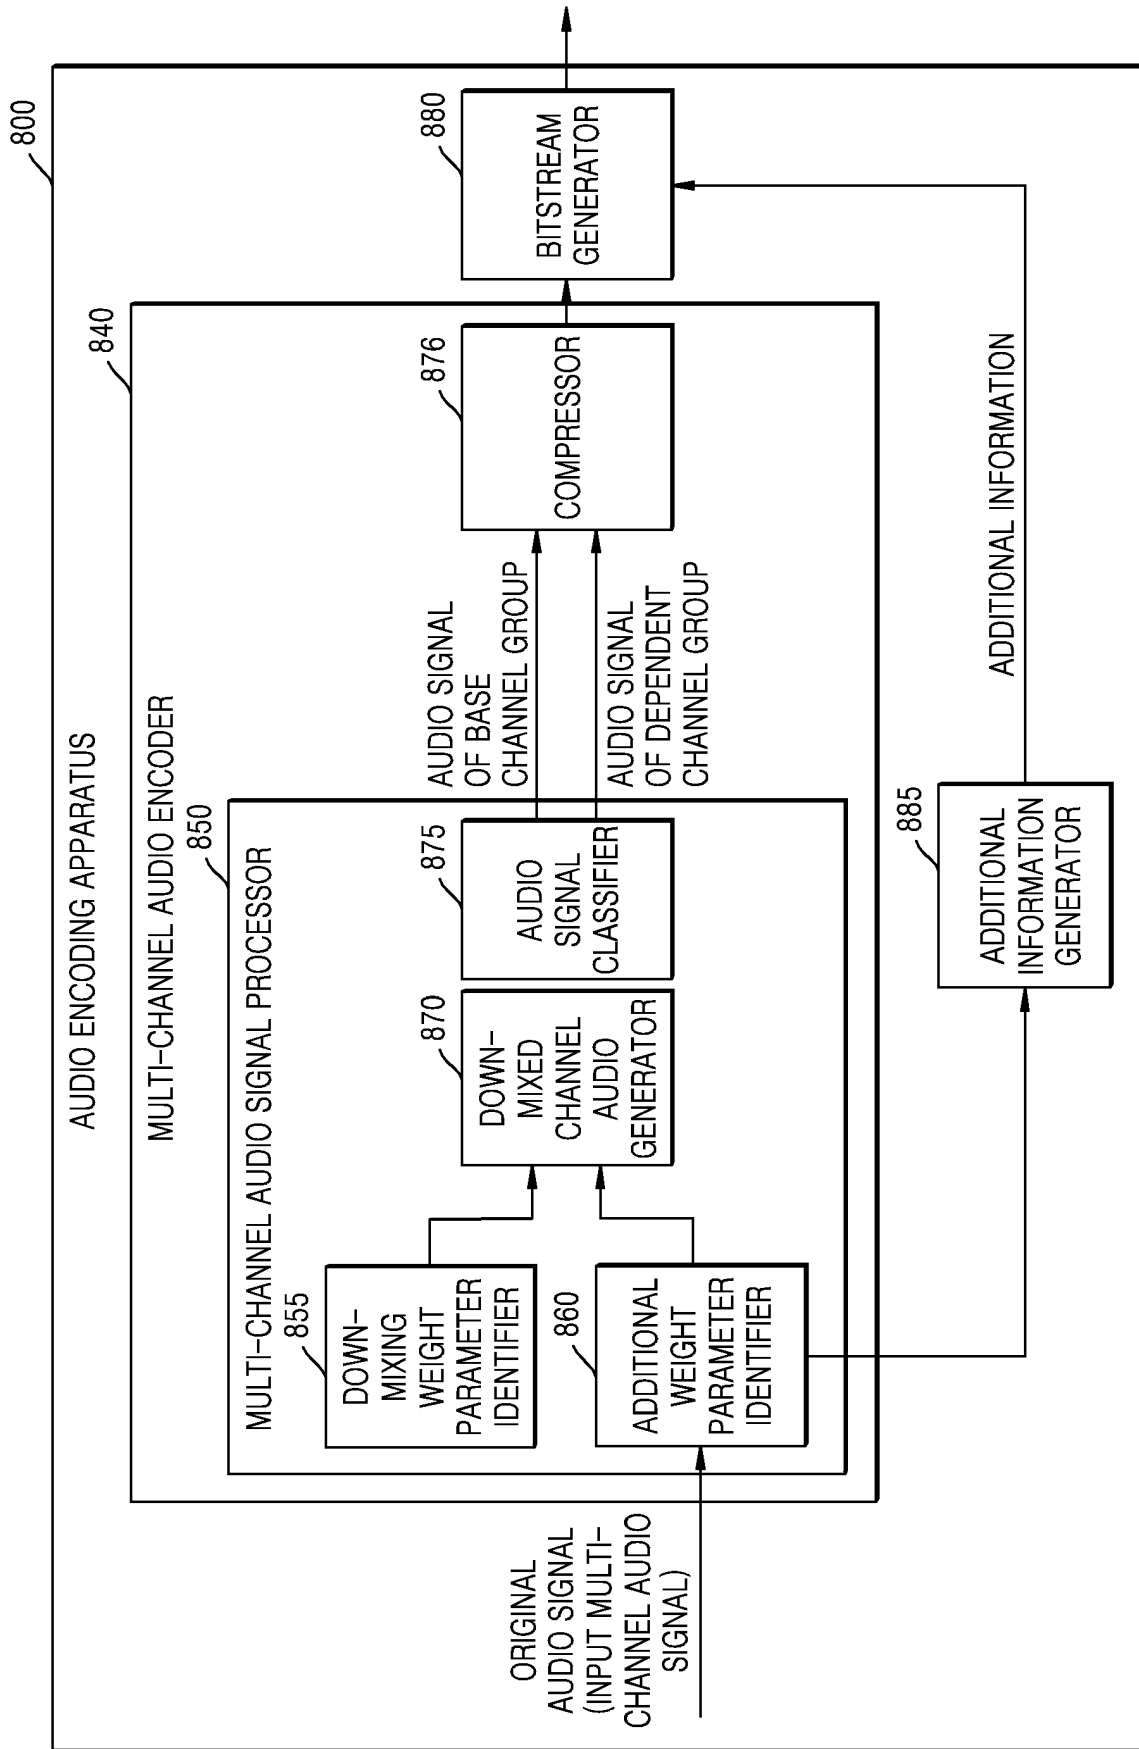 800
AUDIO ENCODING APPARATUS
840
MULTI-CHANNEL AUDIO ENCODER
850
MULTI-CHANNEL AUDIO SIGNAL PROCESSOR
855
DOWN-
MIXING
WEIGHT
PARAMETER
IDENTIFIER
860
ADDITIONAL
WEIGHT
PARAMETER
IDENTIFIER
ORIGINAL
AUDIO SIGNAL
(INPUT MULTI-
CHANNEL AUDIO
SIGNAL)
870
DOWN-
MIXED
CHANNEL
AUDIO
GENERATOR
875
AUDIO
SIGNAL
CLASSIFIER
AUDIO SIGNAL
OF BASE
CHANNEL GROUP
AUDIO SIGNAL
OF DEPENDENT
CHANNEL GROUP
876
COMPRESSOR
880
BITSTREAM
GENERATOR
885
ADDITIONAL
INFORMATION
GENERATOR
ADDITIONAL INFORMATION